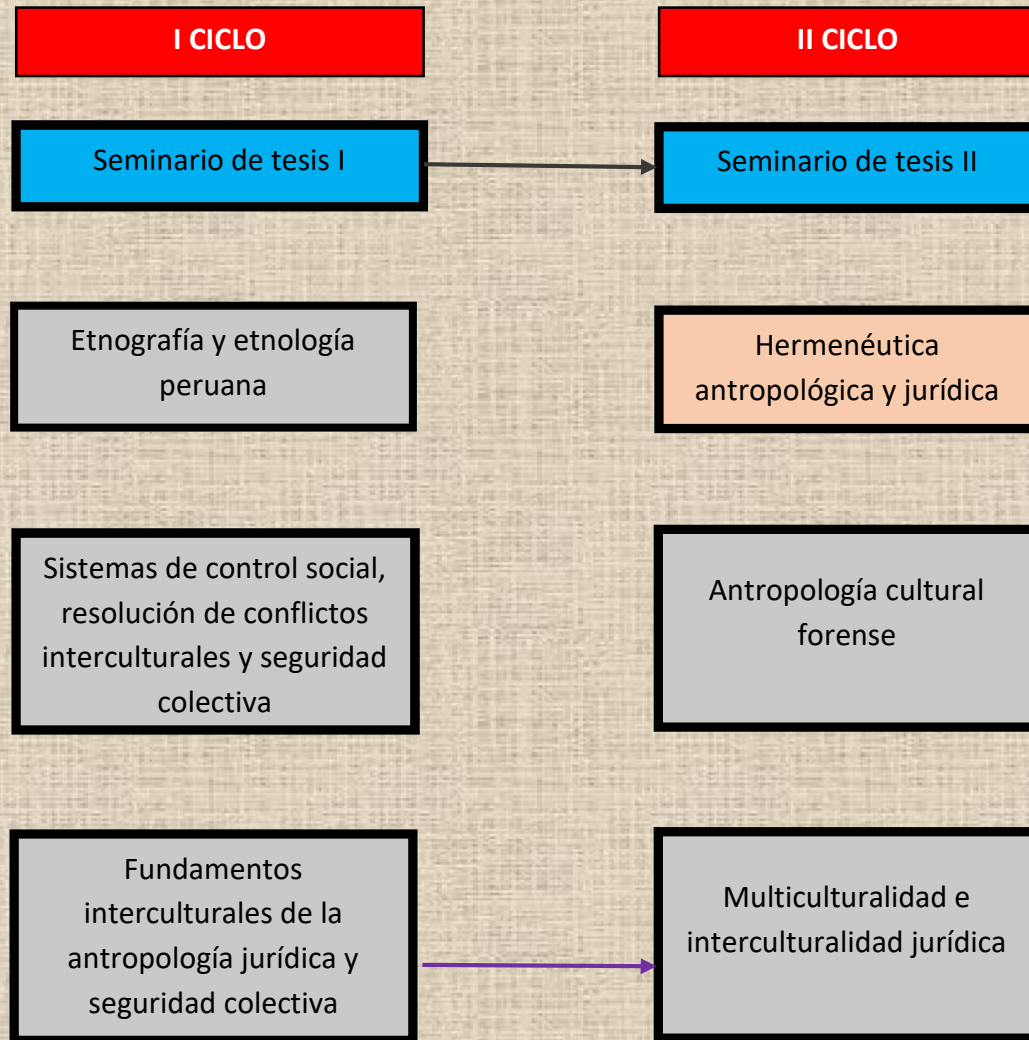 I CICLO
II CICLO
Seminario de tesis I
Seminario de tesis II
Etnografía y etnología
peruana
Hermenéutica
antropológica y jurídica
Sistemas de control social,
resolución de conflictos
interculturales y seguridad
colectiva
Antropología cultural
forense
Fundamentos
interculturales de la
antropología jurídica y
seguridad colectiva
Multiculturalidad e
interculturalidad jurídica